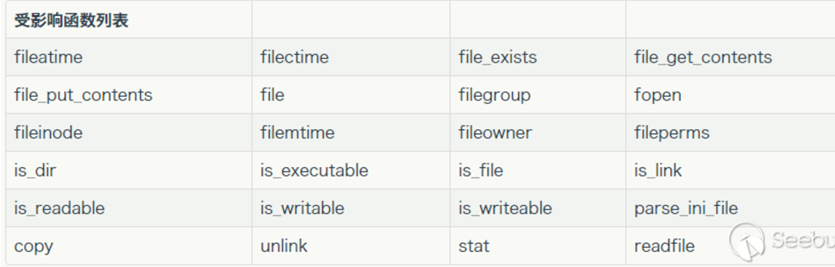 受影响函数列表
fileatime filectime file_exists file_get_contents
file_put_contents file filegroup fopen
fileinode filemtime fileowner fileperms
is_dir is_executable is_file is_link
is_readable is_writable is_writeable parse_ini_file
copy unlink stat readfile